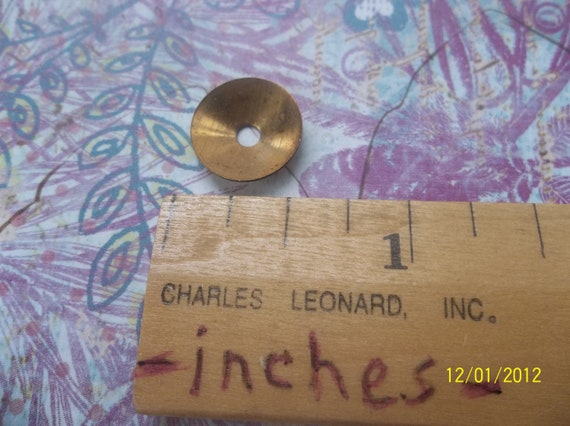 1
CHARLES LEONARD, INC.
-inches-
12/01/2012